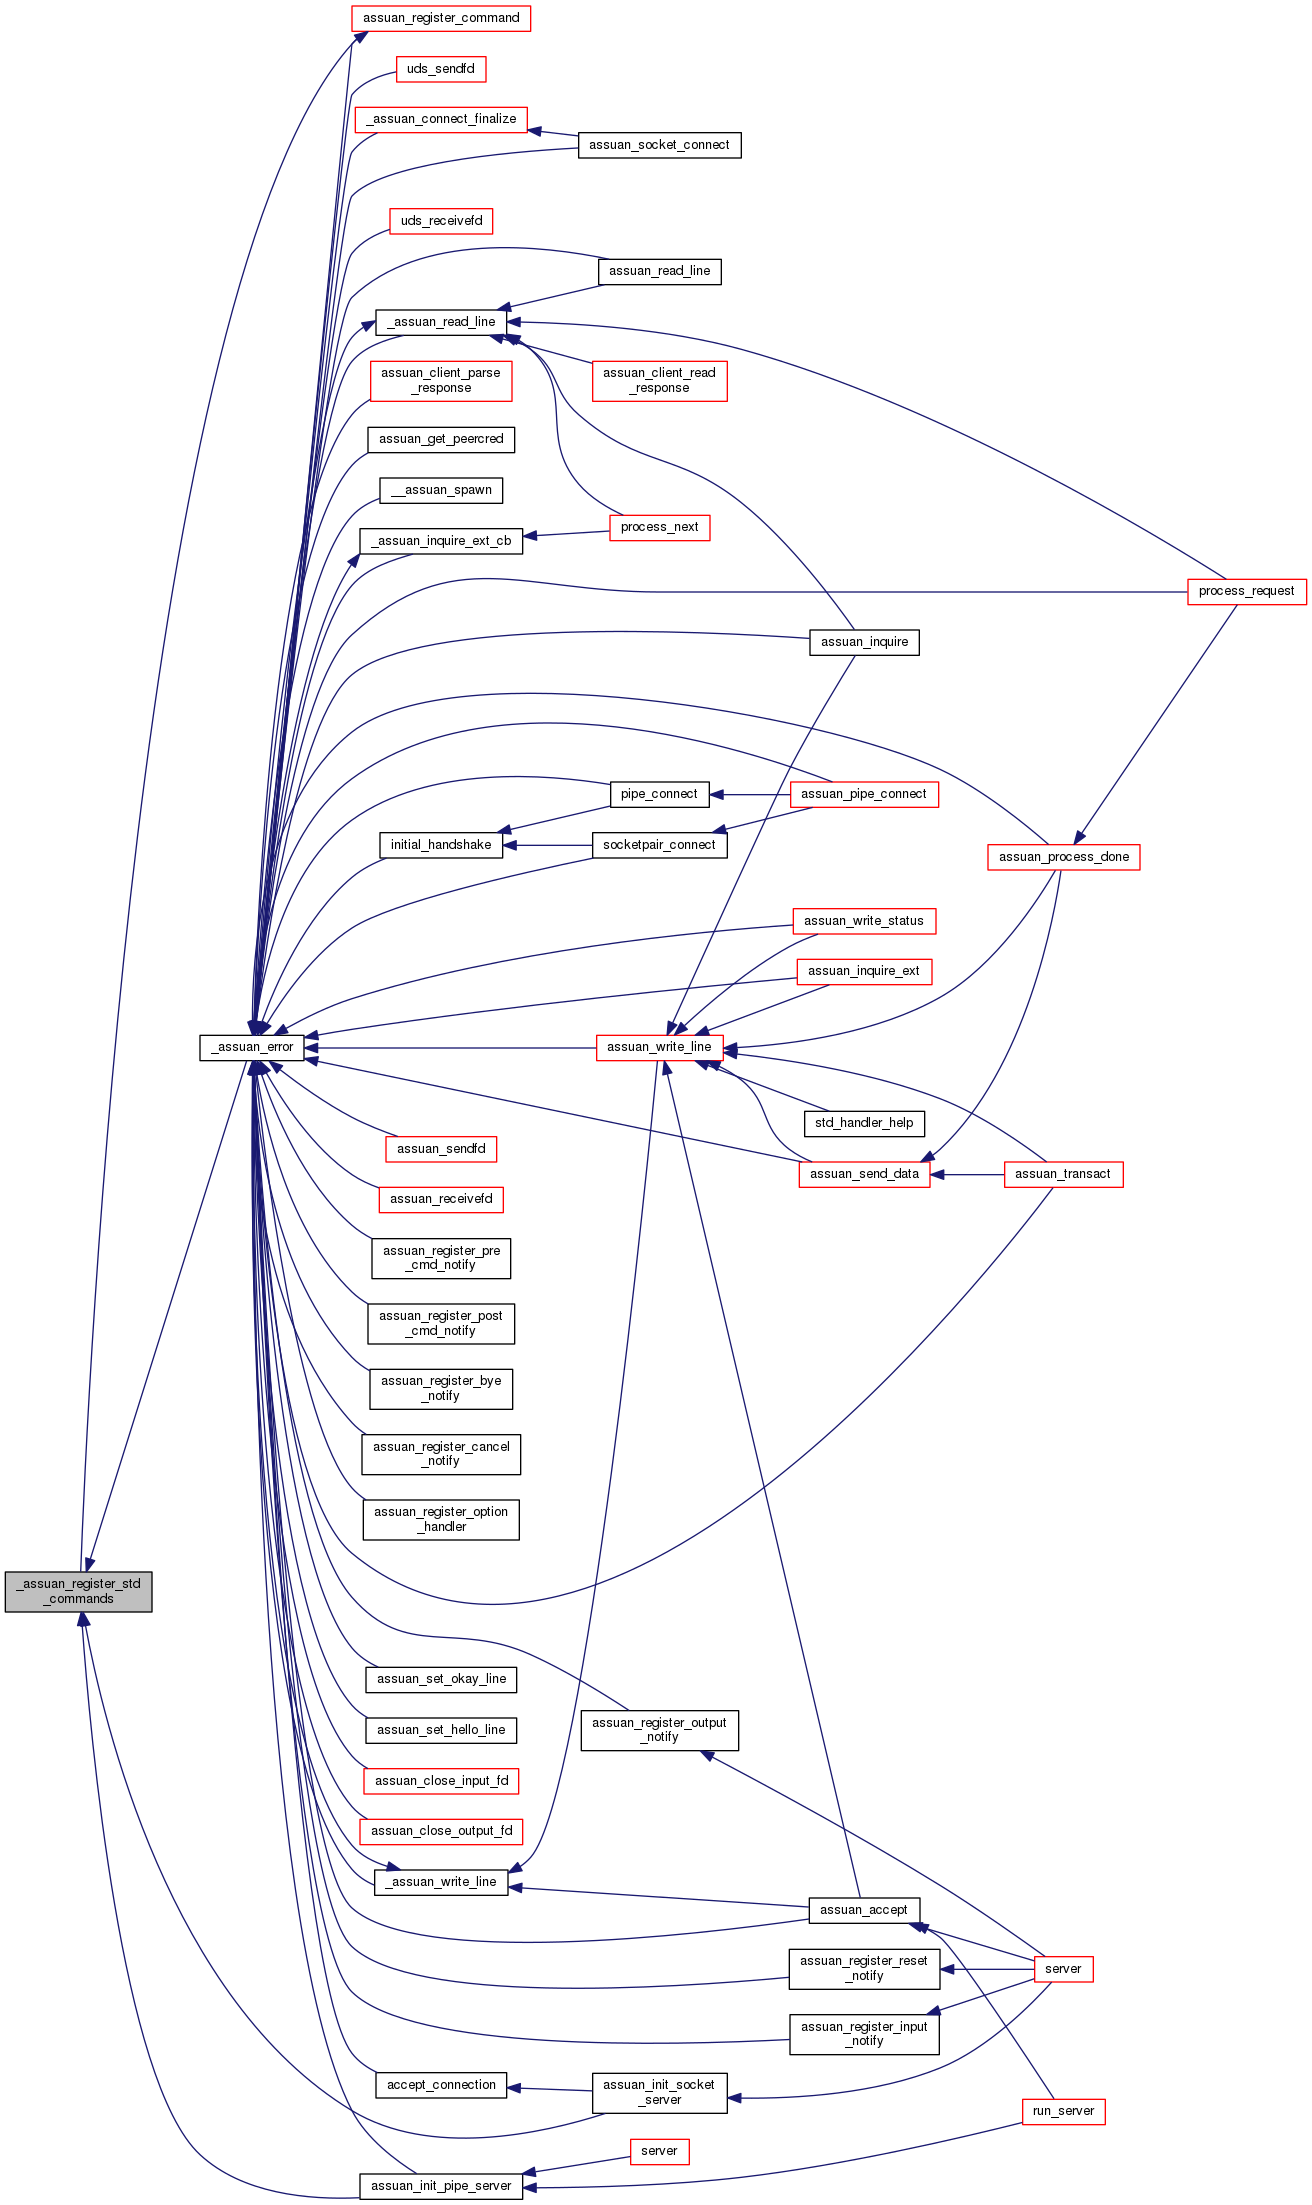 assuan_register_command
uds_sendfd
_assuan_connect_finalize
assuan_socket_connect
uds_receivefd
assuan_read_line
_assuan_read_line
assuan_client_parse
_response
assuan_client_read
_response
assuan_get_peercred
__assuan_spawn
process_next
_assuan_inquire_ext_cb
process_request
assuan_inquire
pipe_connect
assuan_pipe_connect
initial_handshake
socketpair_connect
assuan_process_done
assuan_write_status
assuan_inquire_ext
_assuan_error
assuan_write_line
std_handler_help
assuan_sendfd
assuan_send_data
assuan_transact
assuan_receivefd
assuan_register_pre
_cmd_notify
assuan_register_post
_cmd_notify
assuan_register_bye
_notify
assuan_register_cancel
_notify
assuan_register_option
_handler
_assuan_register_std
_commands
assuan_set_okay_line
assuan_register_output
_notify
assuan_set_hello_line
assuan_close_input_fd
assuan_close_output_fd
_assuan_write_line
assuan_accept
assuan_register_reset
_notify
server
assuan_register_input
_notify
accept_connection
assuan_init_socket
_server
run_server
server
assuan_init_pipe_server